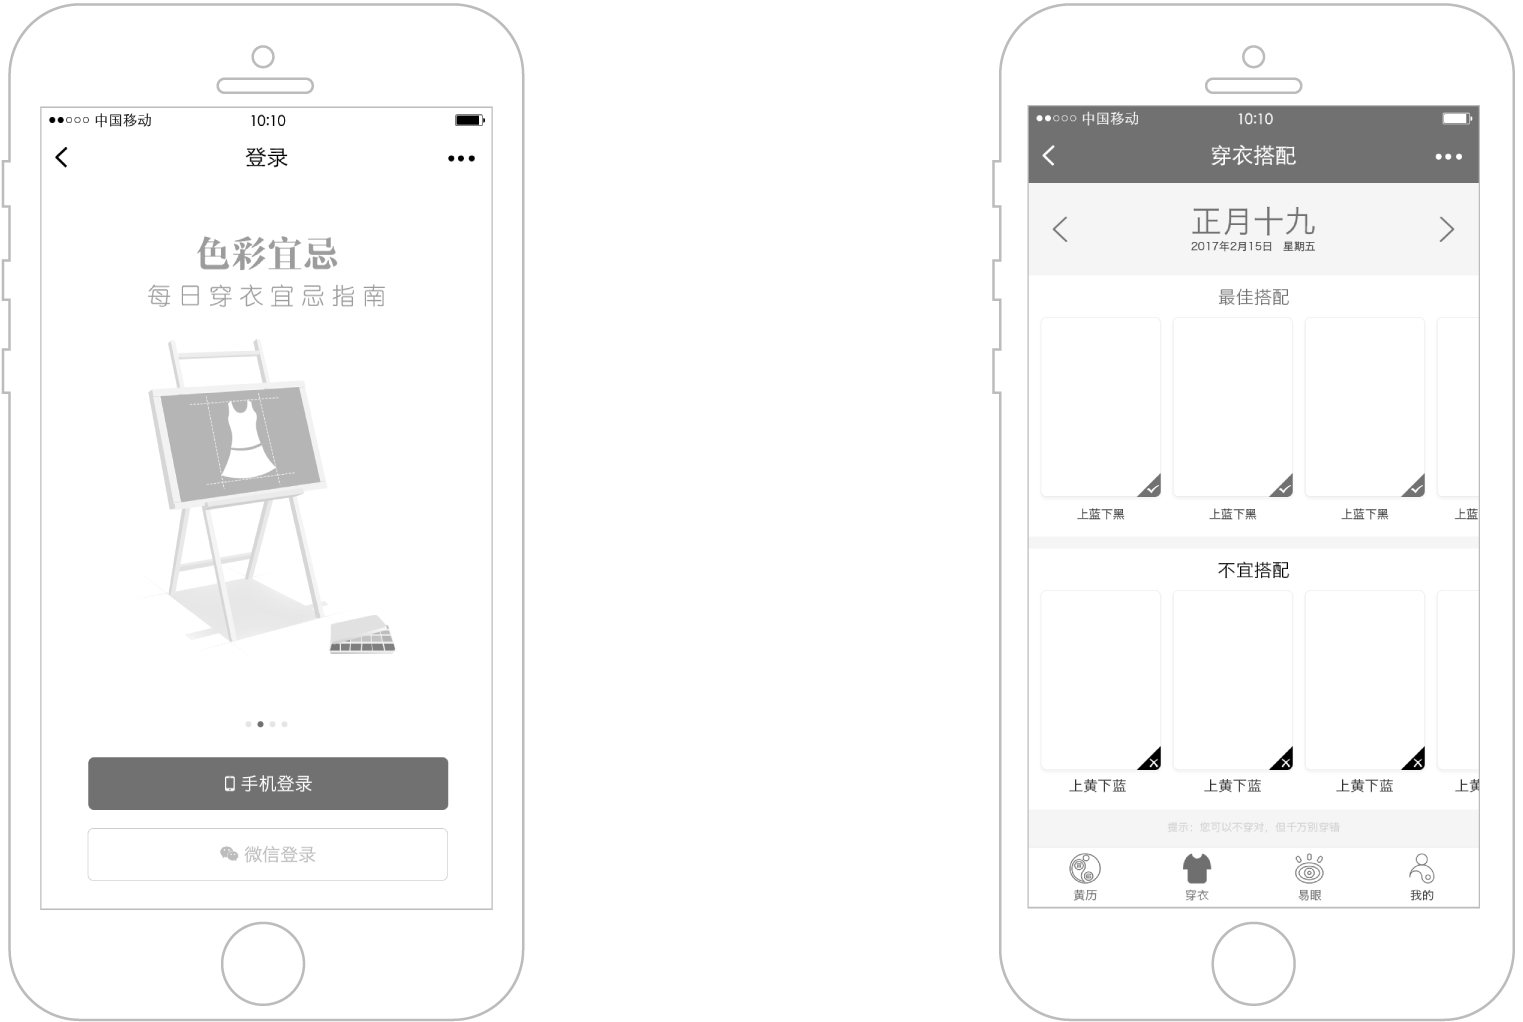 中国移动 10:10
登录
色彩宜忌
每日穿衣宜忌指南
手机登录
微信登录
中国移动 10:10
穿衣搭配
正月十九
2017年2月15日 星期五
最佳搭配
上蓝下黑 上蓝下黑 上蓝下黑 上蓝
不宜搭配
上黄下蓝 上黄下蓝 上黄下蓝 上黄
提示：您可以不穿对，但千万别穿错
黄历 穿衣 易眼 我的